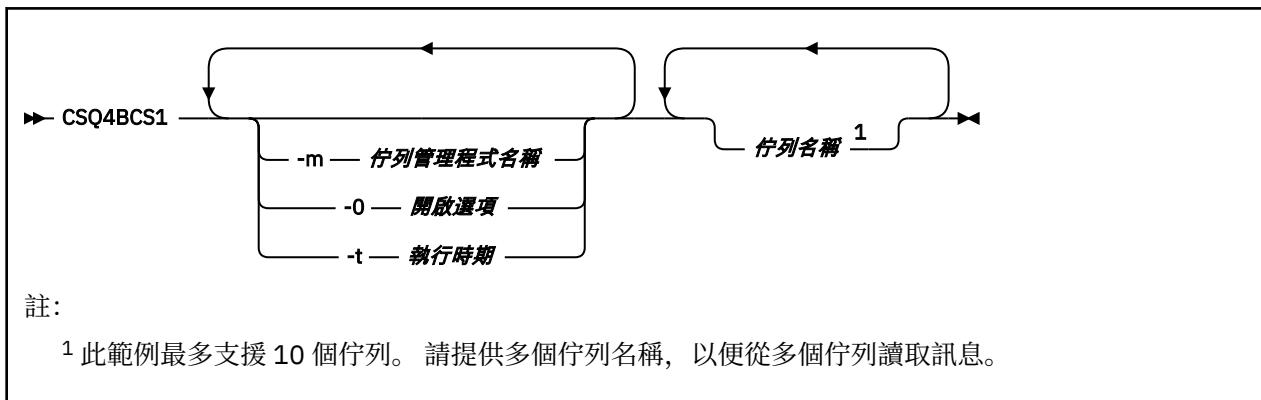 CSQ4BCS1
-m 佇列管理程式名稱
-O 開啟選項
-t 執行時期
佇列名稱 1
註:
1 此範例最多支援 10 個佇列。 請提供多個佇列名稱，以便從多個佇列讀取訊息。